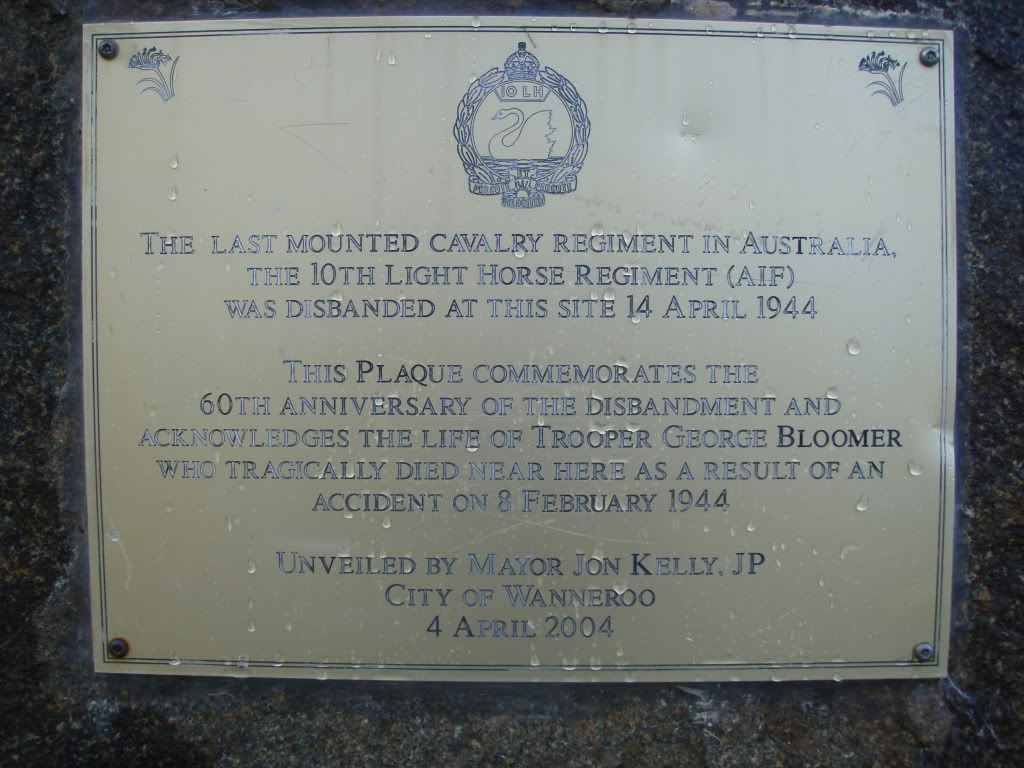 10 LH
THE LAST MOUNTED CAVALRY REGIMENT IN AUSTRALIA,
THE 10TH LIGHT HORSE REGIMENT (AIF)
WAS DISBANDED AT THIS SITE 14 APRIL 1944
THIS PLAQUE COMMEMORATES THE
60TH ANNIVERSARY OF THE DISBANDMENT AND
ACKNOWLEDGES THE LIFE OF TROOPER GEORGE BLOOMER
WHO TRAGICALLY DIED NEAR HERE AS A RESULT OF AN
ACCIDENT ON 8 FEBRUARY 1944
UNVEILED BY MAYOR JON KELLY, JP
CITY OF WANNEROO
4 APRIL 2004